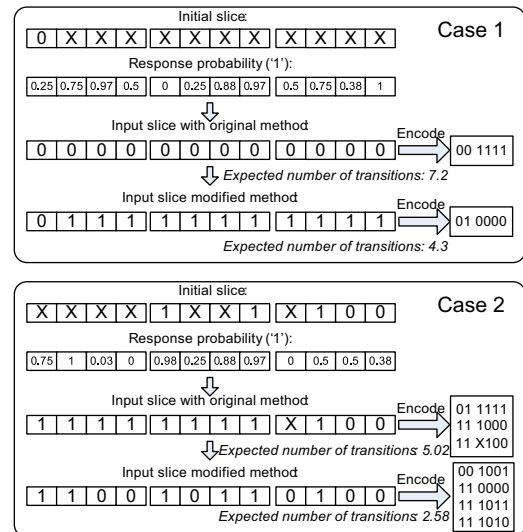 Initial slice:
Case 1
0 X X X X X X X X X X X
Response probability ('1'):
0.25 0.75 0.97 0.5 0 0.25 0.88 0.97 0.5 0.75 0.38 1
Input slice with original method:
Encode
0 0 0 0 0 0 0 0 0 0 0 0
00 1111
Expected number of transitions: 7.2
Input slice modified method:
Encode
0 1 1 1 1 1 1 1 1 1 1 1
01 0000
Expected number of transitions: 4.3
Initial slice:
Case 2
X X X X 1 X X 1 X 1 0 0
Response probability ('1'):
0.75 1 0.03 0 0.98 0.25 0.88 0.97 0 0.5 0.5 0.38
Input slice with original method:
Encode
1 1 1 1 1 1 1 1 X 1 0 0
01 1111
11 1000
11 X100
Expected number of transitions: 5.02
Input slice modified method:
Encode
1 1 0 0 1 0 1 1 0 1 0 0
00 1001
11 0000
11 1011
11 1010
Expected number of transitions: 2.58